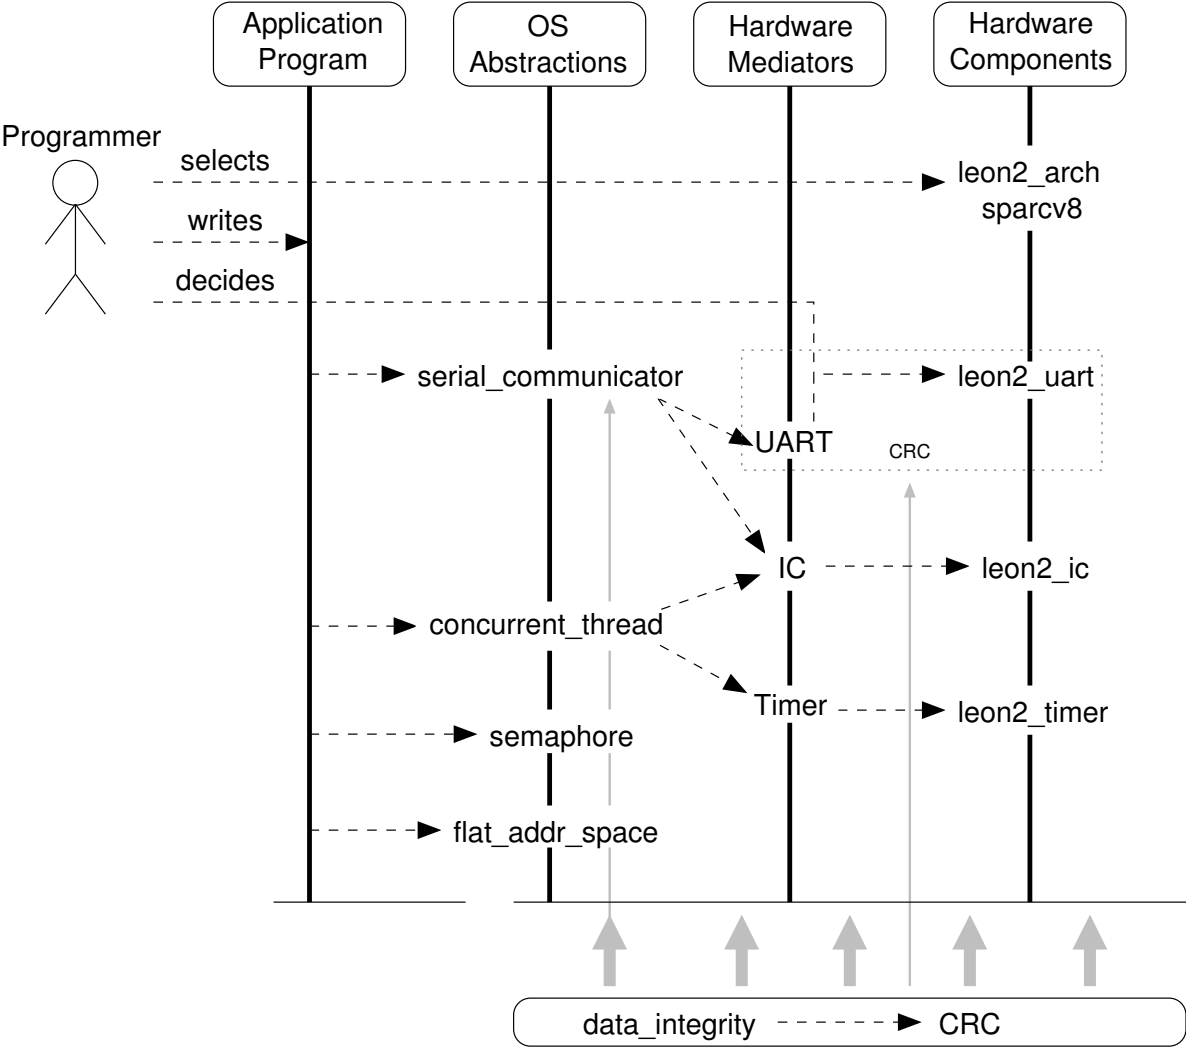 Application
Program
OS
Abstractions
Hardware
Mediators
Hardware
Components
Programmer
selects
leon2_arch
sparcv8
writes
decides
serial_communicator
leon2_uart
UART
CRC
IC
leon2_ic
concurrent_thread
Timer
leon2_timer
semaphore
flat_addr_space
data_integrity
CRC